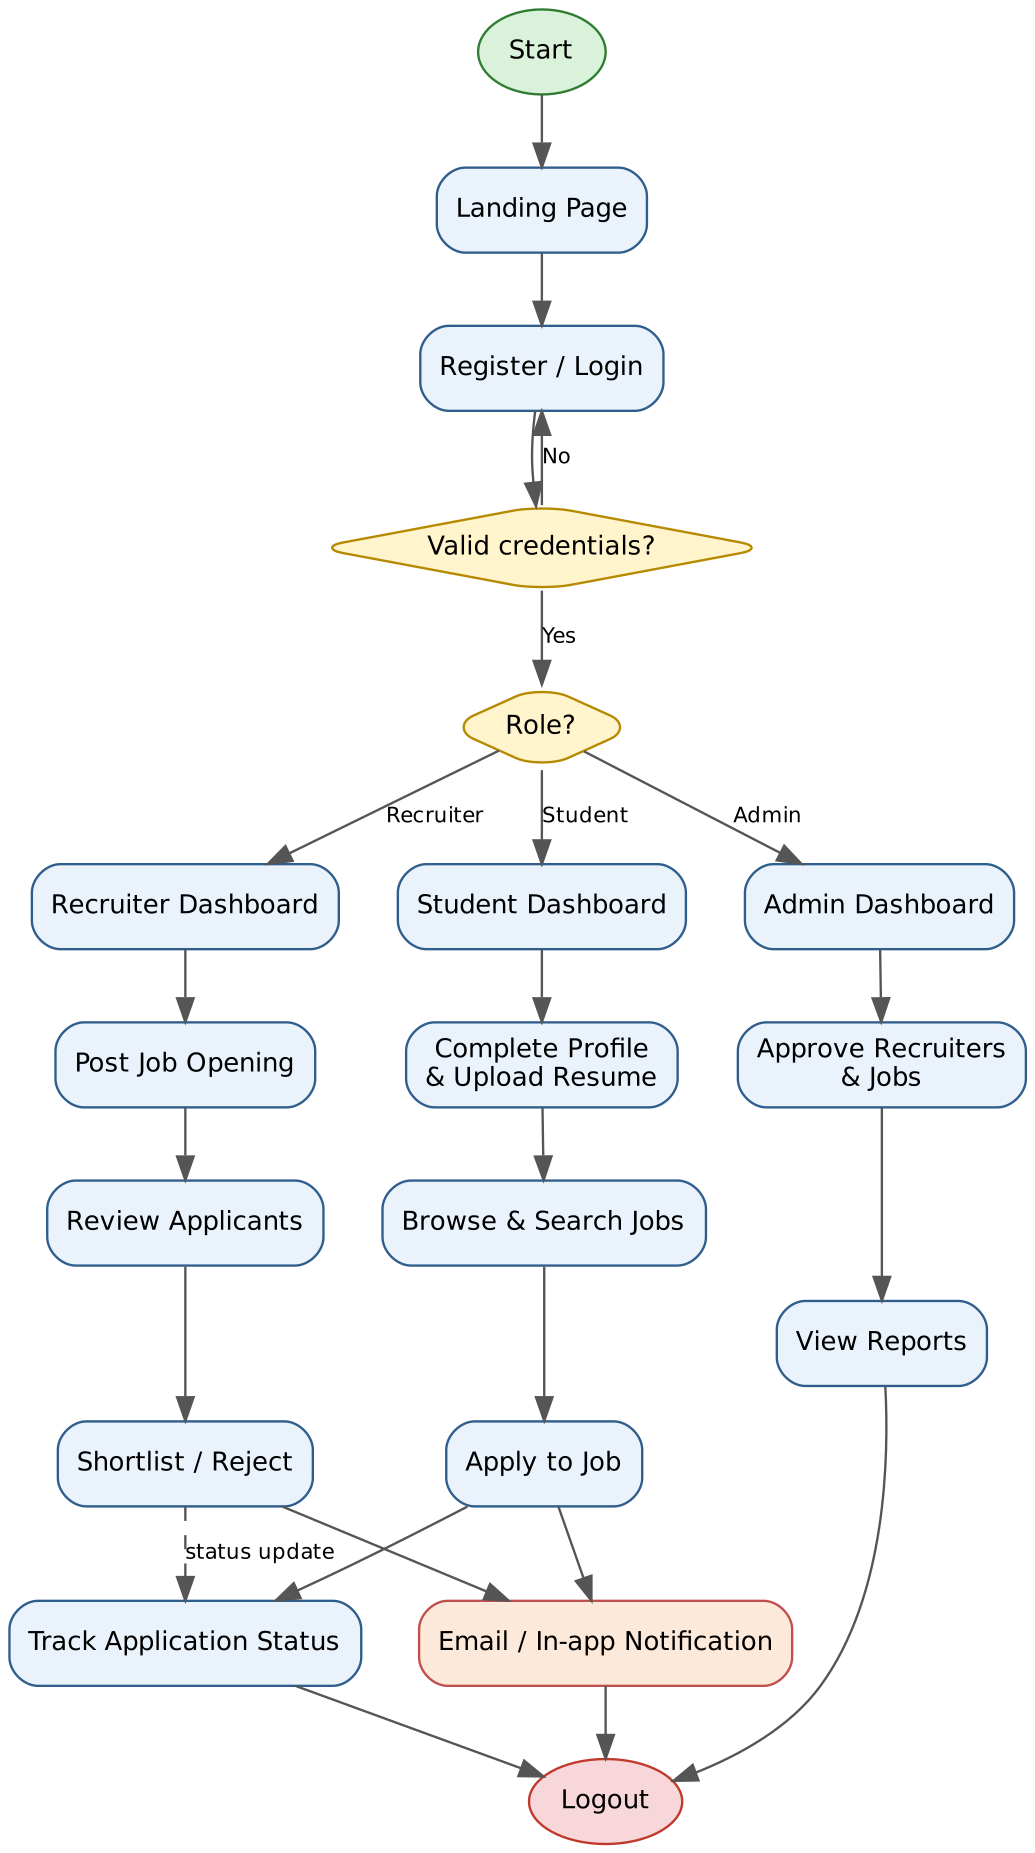 Start
Landing Page
Register / Login
No
Valid credentials?
Yes
Role?
Recruiter
Student
Admin
Recruiter Dashboard
Student Dashboard
Admin Dashboard
Post Job Opening
Complete Profile
& Upload Resume
Approve Recruiters
& Jobs
Review Applicants
Browse & Search Jobs
View Reports
Shortlist / Reject
Apply to Job
status update
Track Application Status
Email / In-app Notification
Logout